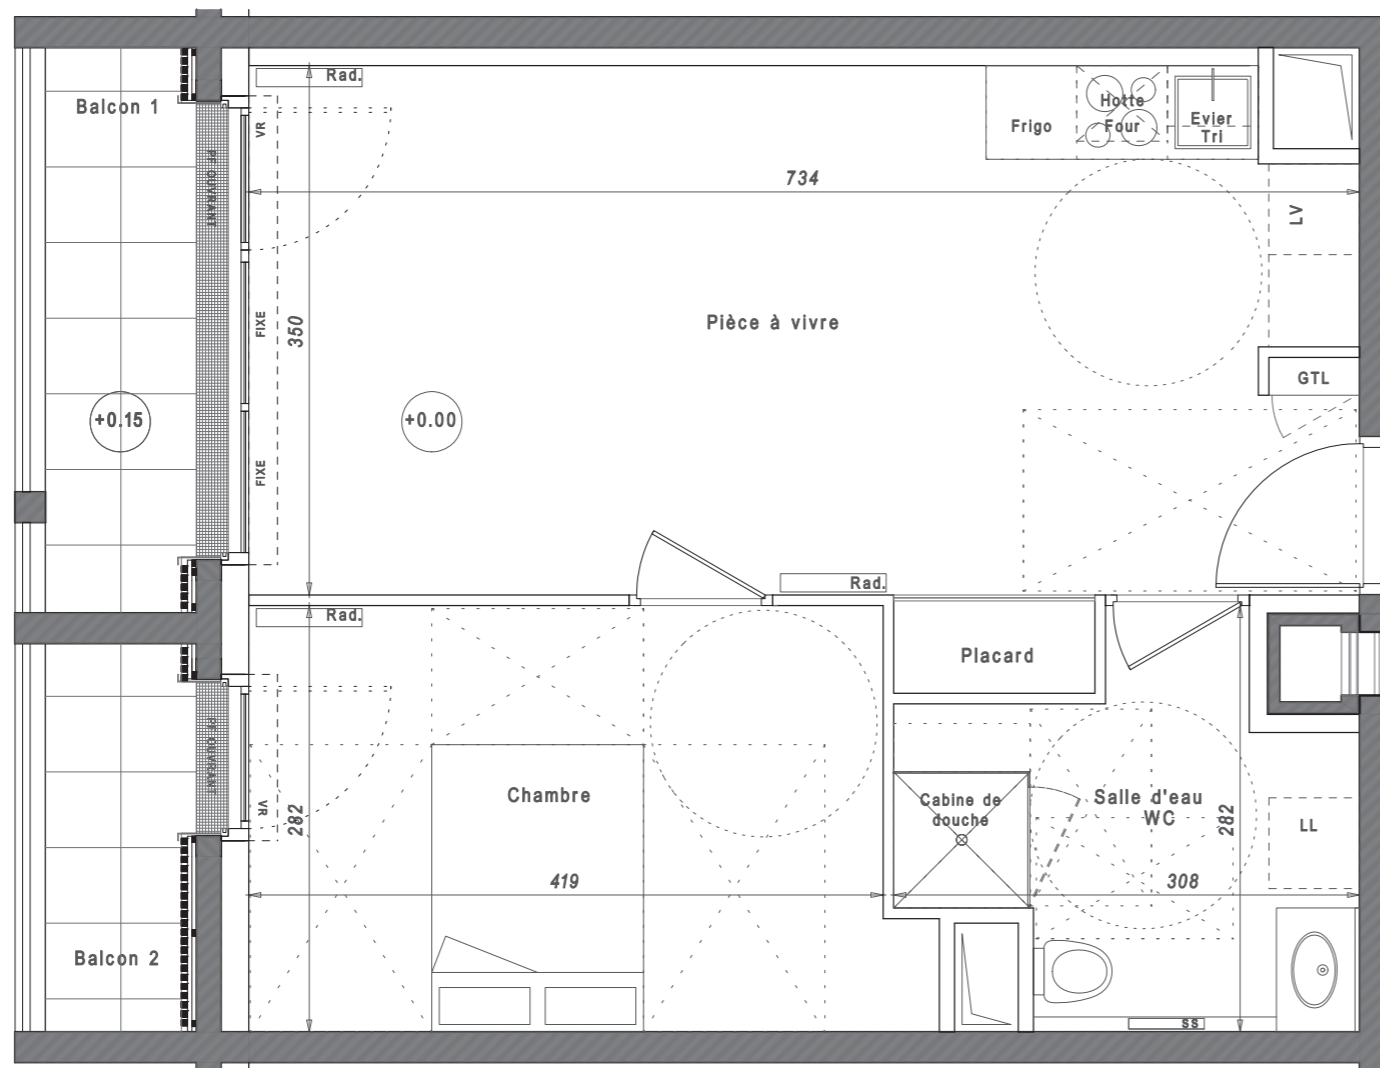 Rad.
Balcon 1
VR
PF OUVRANT
Hotte
Frigo
Four
Evier
Tri
734
LV
FIXE
350
Pièce à vivre
GTL
+0.15
+0.00
FIXE
Rad.
Rad.
Placard
PF OUVRANT
VR
282
Chambre
Cabine de
douche
Salle d'eau
WC
282
LL
419
308
Balcon 2
SS